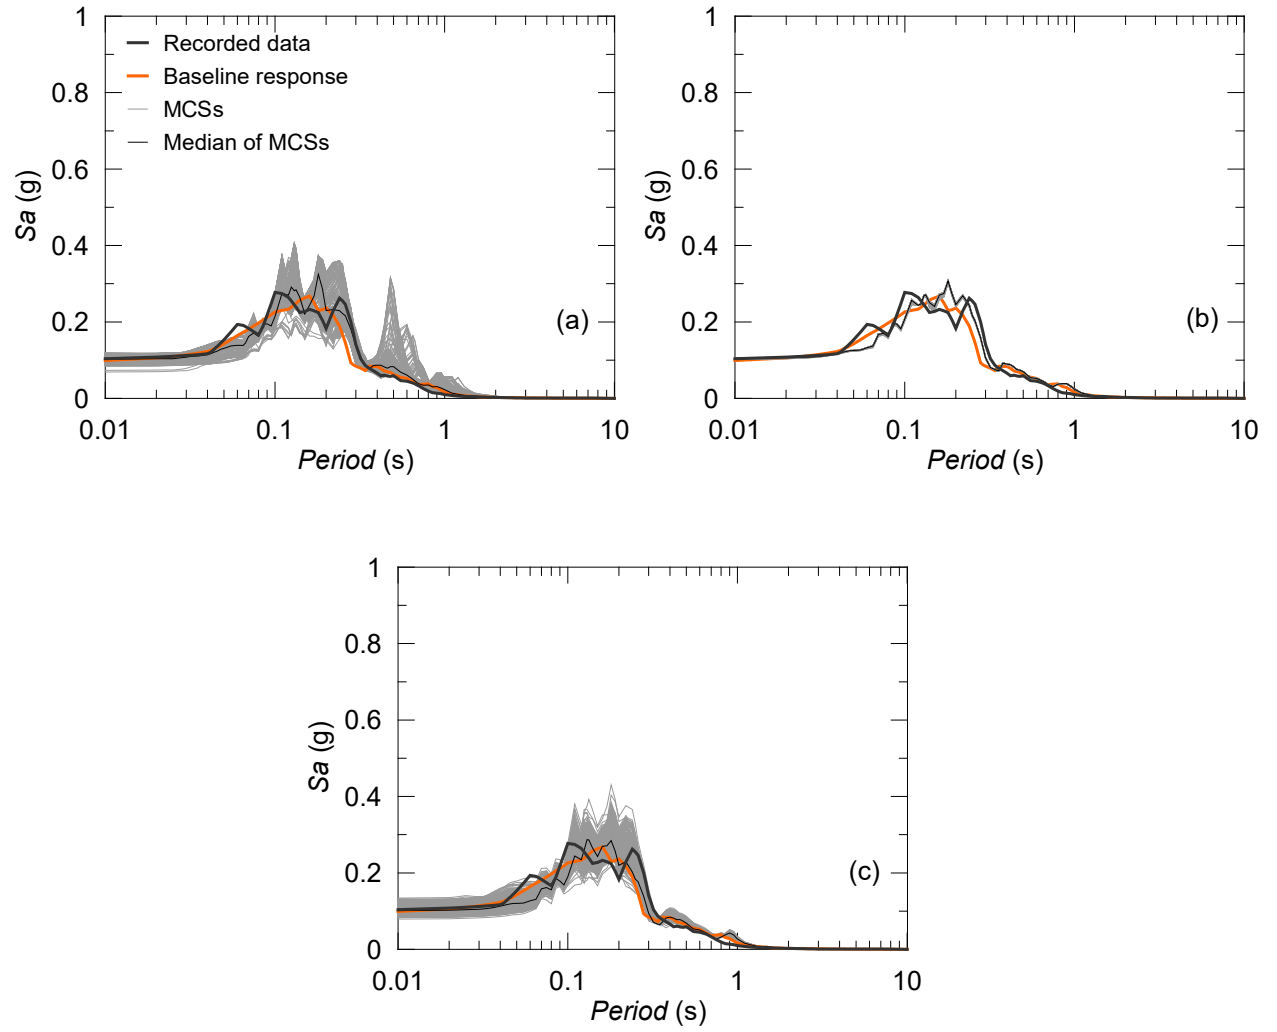 1
0.8
0.6
0.4
0.2
0
Sa (g)
Recorded data
Baseline response
MCSs
Median of MCSs
(a)
0.01 0.1 1 10
Period (s)
1
0.8
0.6
0.4
0.2
0
Sa (g)
(b)
0.01 0.1 1 10
Period (s)
1
0.8
0.6
0.4
0.2
0
Sa (g)
(c)
0.01 0.1 1 10
Period (s)